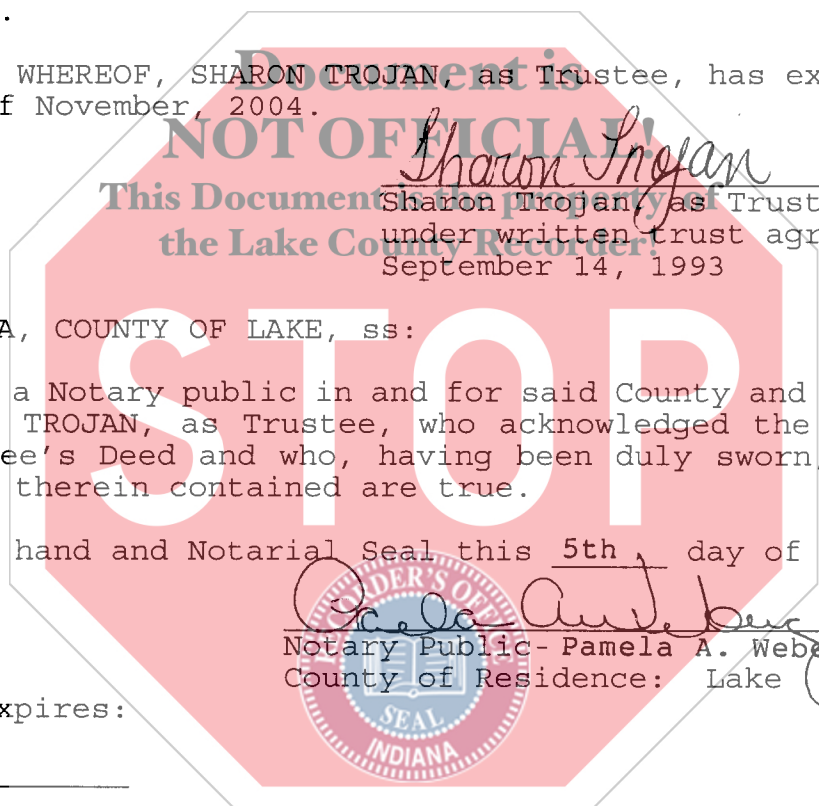 .
WHEREOF, SHARON TROJAN, as Trustee, has ex
f November, 2004.
Document is
NOT OFFICIAL!
This Document is the property of
the Lake County Recorder!
Sharon Trojan
Sharon Trojan, as Trust
under written trust agr
September 14, 1993
A, COUNTY OF LAKE, ss:
STOP
a Notary public in and for said County and
TROJAN, as Trustee, who acknowledged the
ee's Deed and who, having been duly sworn,
therein contained are true.
hand and Notarial Seal this 5th day of
Notary Public- Pamela A. Webe
County of Residence: Lake
xpires:
RECORDER'S OFFICE
SEAL
INDIANA